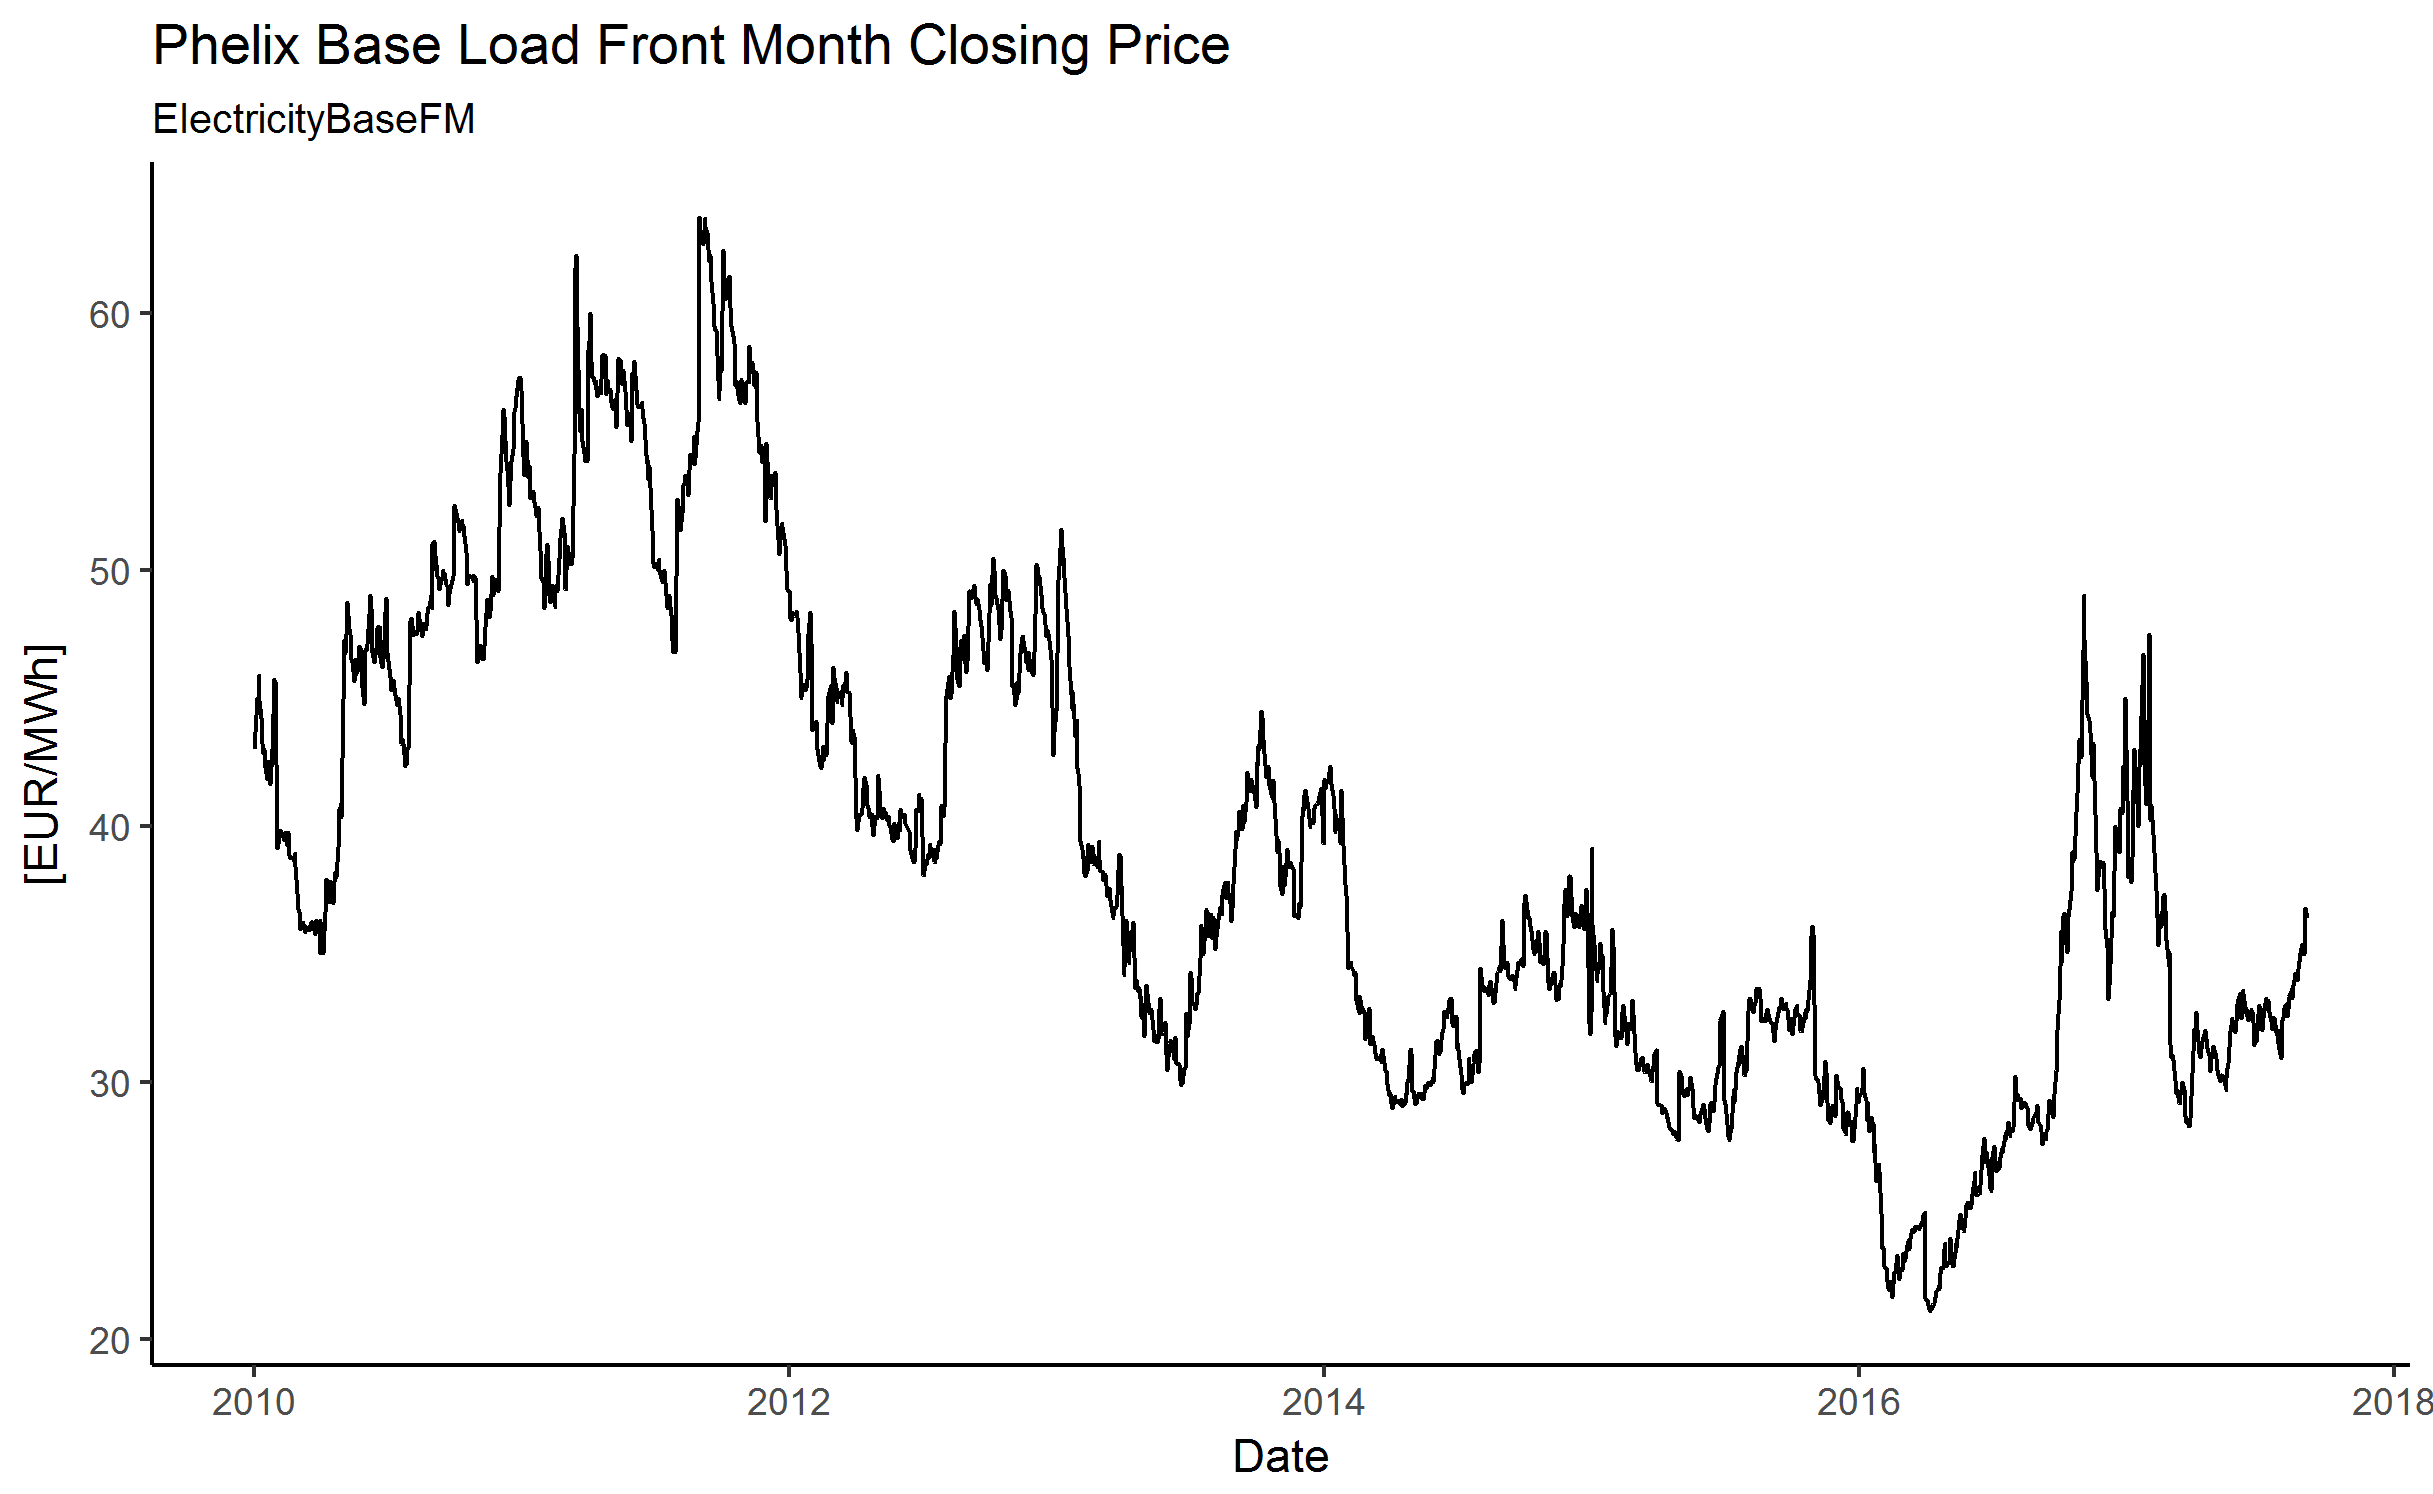 Phelix Base Load Front Month Closing Price
ElectricityBaseFM
[EUR/MWh]
60
50
40
30
20
2010 2012 2014 2016 2018
Date